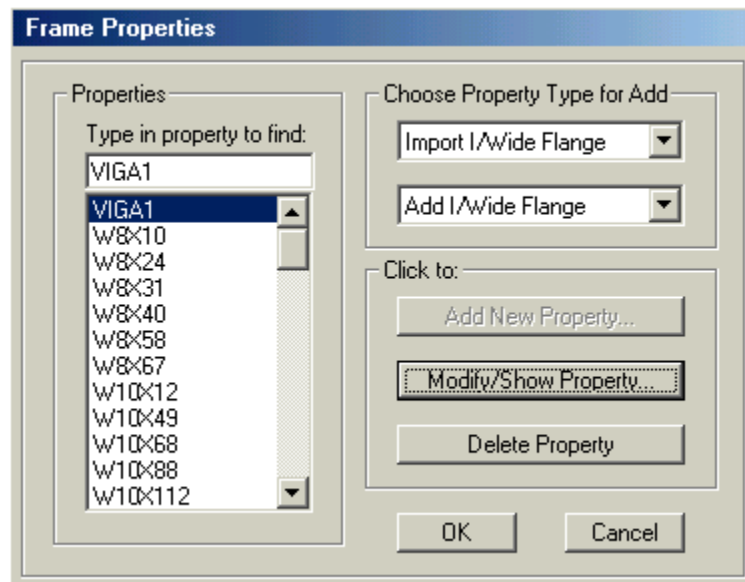 Frame Properties
Properties
Type in property to find:
VIGA1
VIGA1
W8X10
W8X24
W8X31
W8X40
W8X58
W8X67
W10X12
W10X49
W10X68
W10X88
W10X112
Choose Property Type for Add
Import I/Wide Flange
Add I/Wide Flange
Click to:
Add New Property...
Modify/Show Property...
Delete Property
OK
Cancel